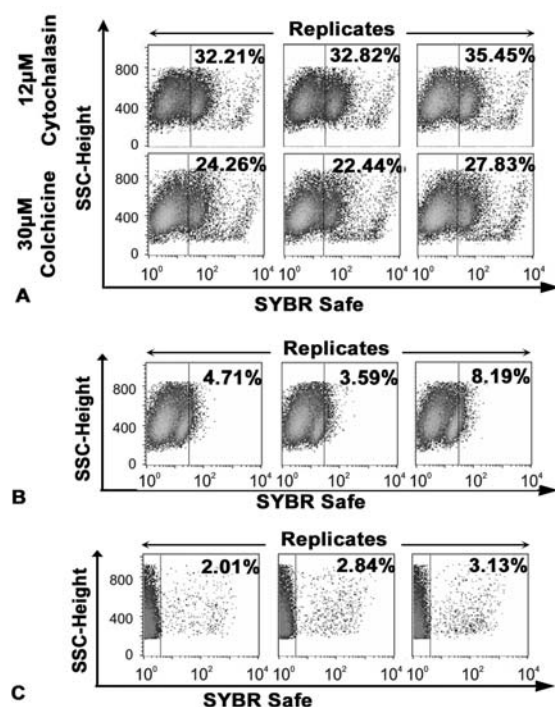 Replicates
12µM
Cytochalasin
30µM
Colchicine
SSC-Height
32.21% 32.82% 35.45%
800
400
0
24.26% 22.44% 27.83%
800
400
0
10⁰ 10² 10⁴ 10⁰ 10² 10⁴ 10⁰ 10² 10⁴
A SYBR Safe
Replicates
SSC-Height
4.71% 3.59% 8.19%
800
400
0
10⁰ 10² 10⁴ 10⁰ 10² 10⁴ 10⁰ 10² 10⁴
B SYBR Safe
Replicates
SSC-Height
2.01% 2.84% 3.13%
800
400
0
10⁰ 10² 10⁴ 10⁰ 10² 10⁴ 10⁰ 10² 10⁴
C SYBR Safe